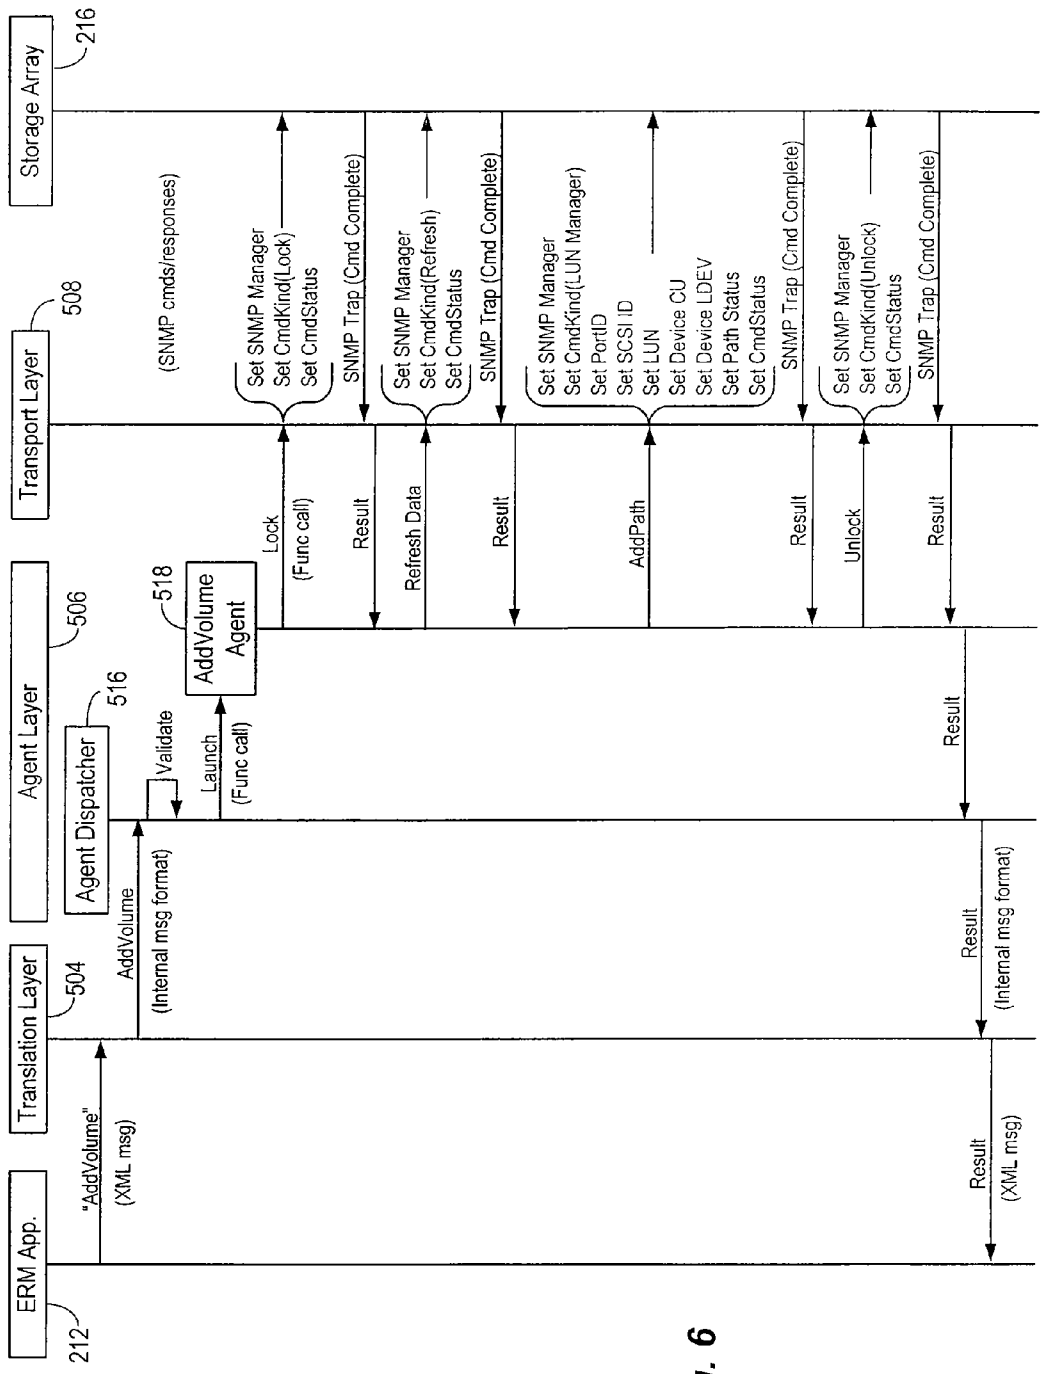 ERM App.
212
Translation Layer
504
Agent Layer
506
Agent Dispatcher
516
AddVolume
Agent
518
Transport Layer
508
Storage Array
216
"AddVolume"
(XML msg)
AddVolume
(Internal msg format)
Validate
Launch
(Func call)
(SNMP cmds/responses)
Lock
(Func call)
Set SNMP Manager
Set CmdKind(Lock)
Set CmdStatus
SNMP Trap (Cmd Complete)
Result
Refresh Data
Set SNMP Manager
Set CmdKind(Refresh)
Set CmdStatus
SNMP Trap (Cmd Complete)
Result
AddPath
Set SNMP Manager
Set CmdKind(LUN Manager)
Set PortID
Set SCSI ID
Set LUN
Set Device CU
Set Device LDEV
Set Path Status
Set CmdStatus
SNMP Trap (Cmd Complete)
Result
Unlock
Set SNMP Manager
Set CmdKind(Unlock)
Set CmdStatus
SNMP Trap (Cmd Complete)
Result
Result
Result
(Internal msg format)
Result
(XML msg)
6